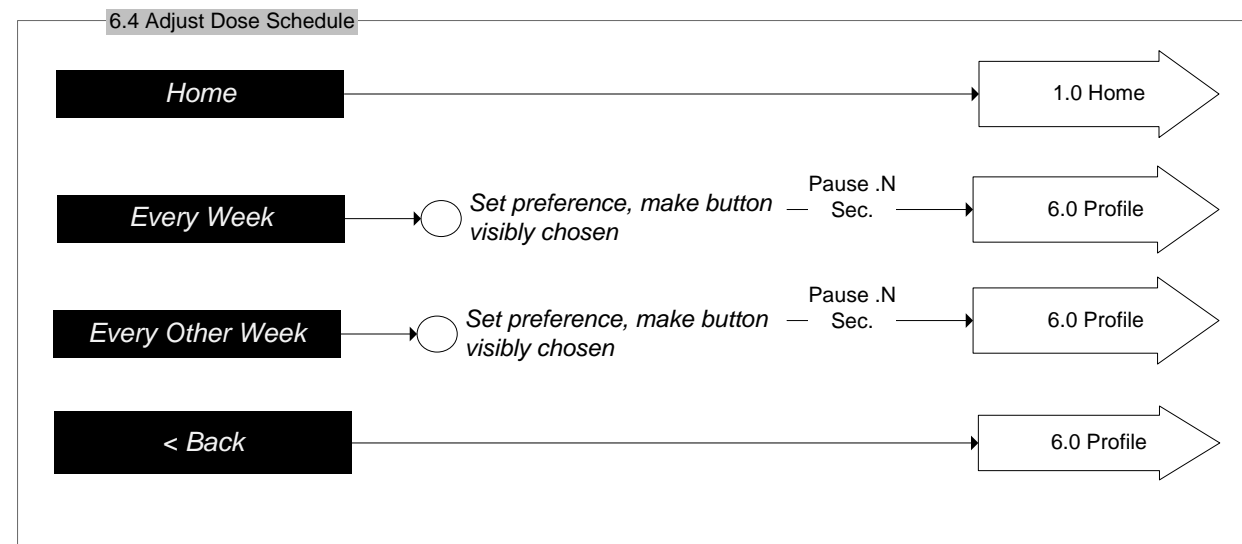 6.4 Adjust Dose Schedule
Home
1.0 Home
Every Week
Set preference, make button
visibly chosen
Pause .N
Sec.
6.0 Profile
Every Other Week
Set preference, make button
visibly chosen
Pause .N
Sec.
6.0 Profile
< Back
6.0 Profile